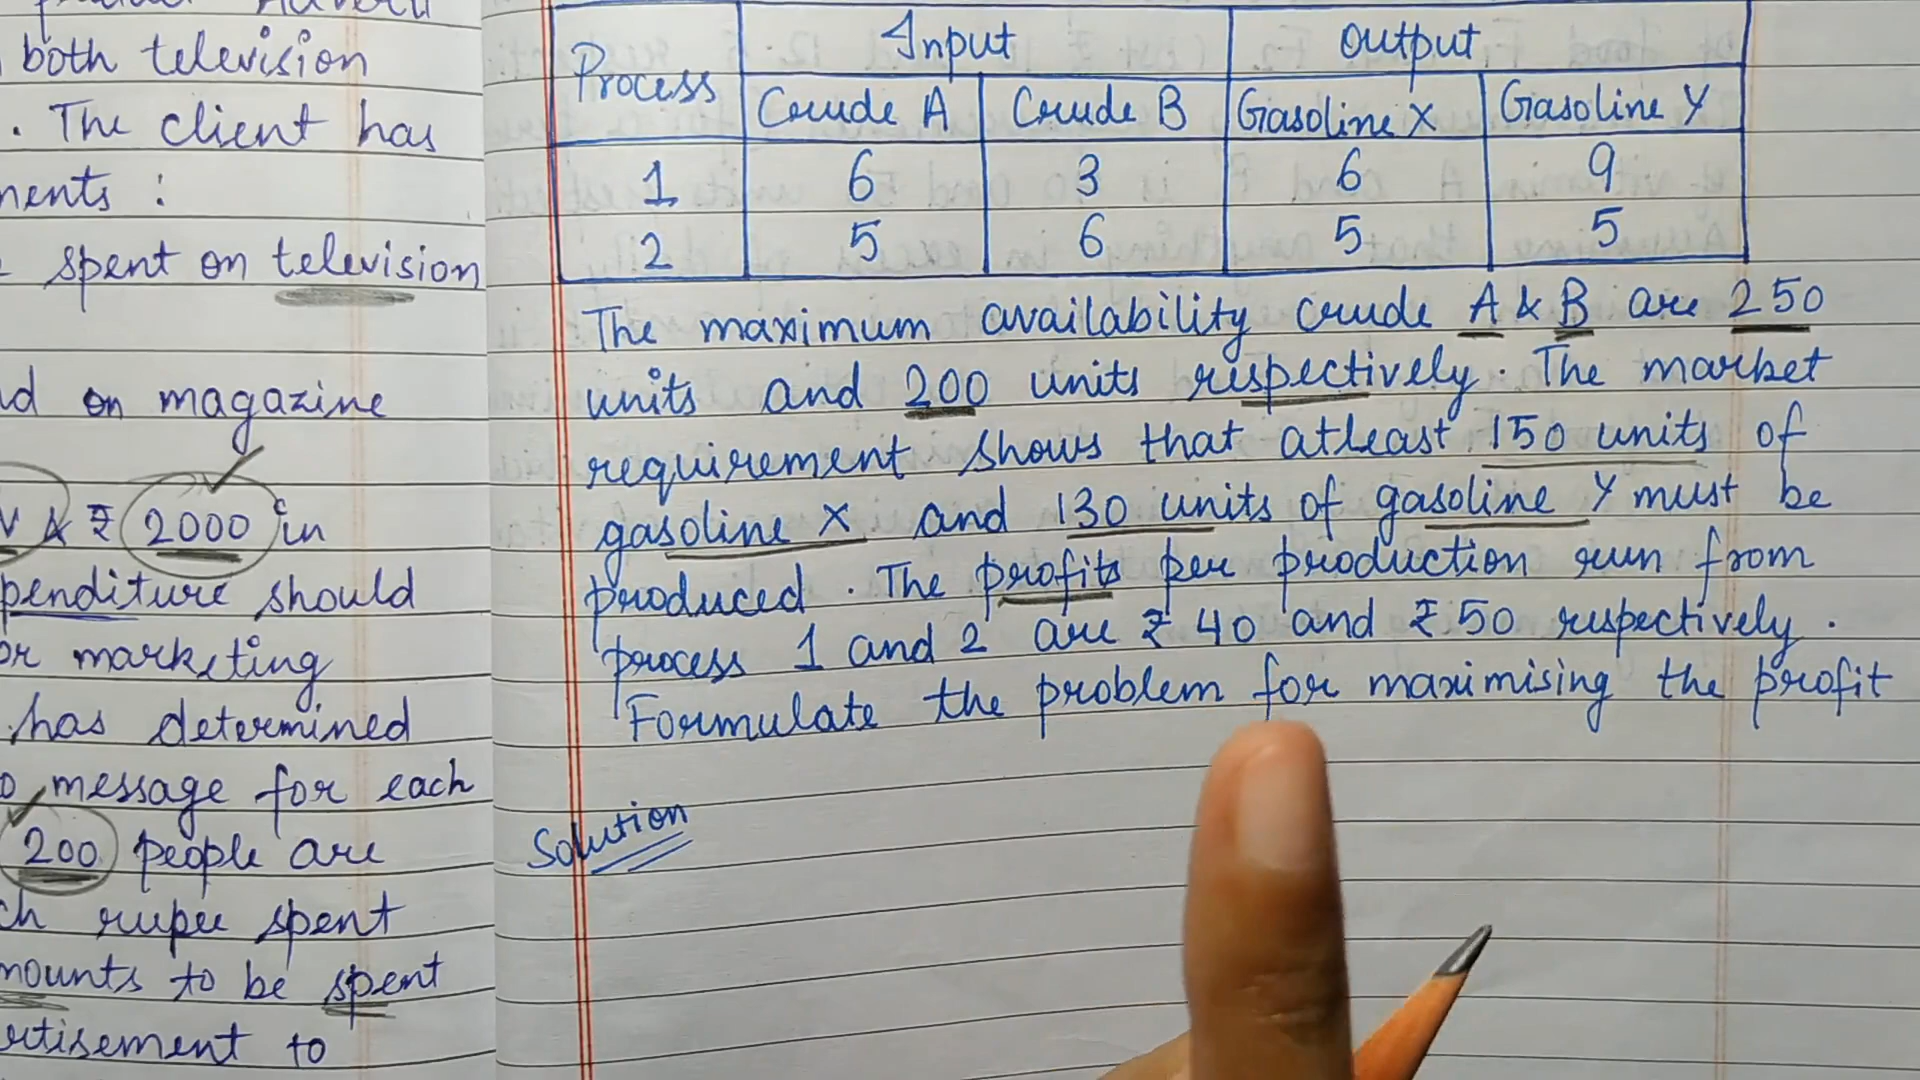 both television
. The client has
ments :
spent on television
on magazine
& ₹ 2000 in
penditure should
or marketing
has determined
message for each
200 people are
ch rupee spent
mounts to be spent
ertisement to
Process Input Output
Crude A Crude B Gasoline X Gasoline Y
1 6 3 6 9
2 5 6 5 5
The maximum availability crude A & B are 250
units and 200 units respectively. The market
requirement shows that atleast 150 units of
gasoline X and 130 units of gasoline Y must be
produced. The profits per production run from
process 1 and 2 are ₹ 40 and ₹ 50 respectively.
Formulate the problem for maximising the profit
Solution